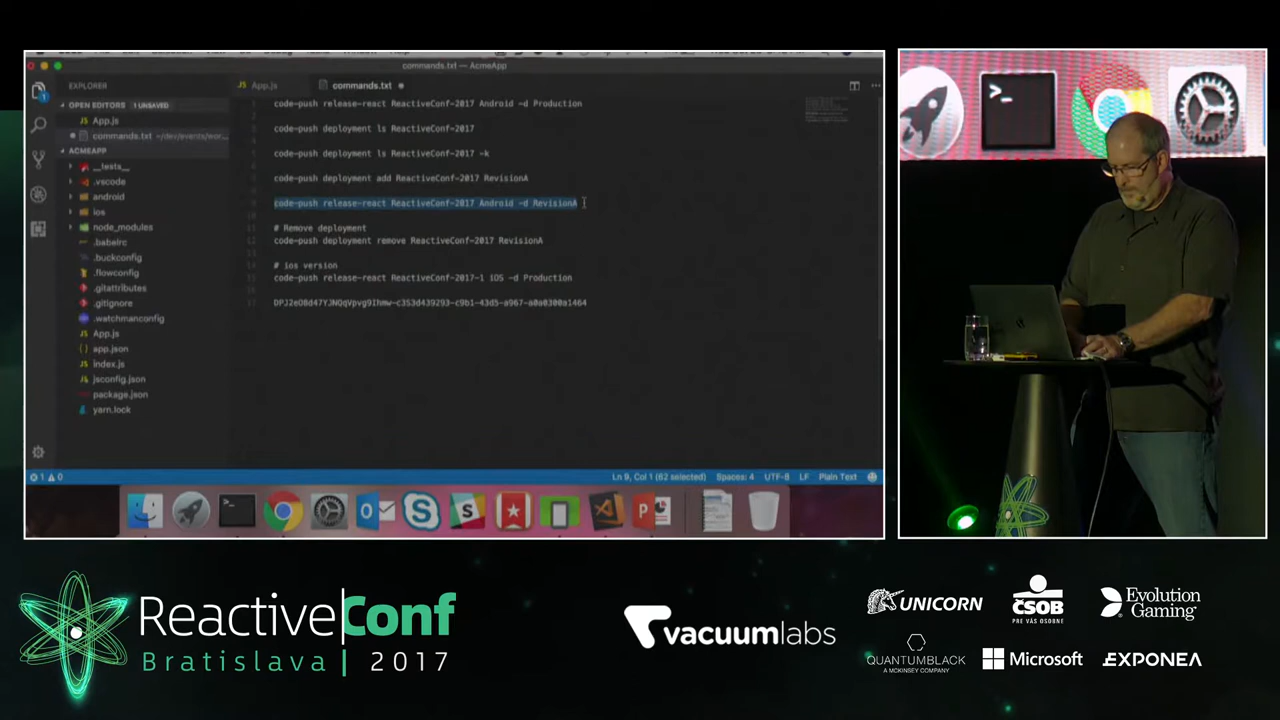 commands.txt — AcmeApp
EXPLORER
OPEN EDITORS 1 UNSAVED
App.js
commands.txt ~/dev/events/wor...
ACMEAPP
__tests__
.vscode
android
ios
node_modules
.babelrc
.buckconfig
.flowconfig
.gitattributes
.gitignore
.watchmanconfig
App.js
app.json
index.js
jsconfig.json
package.json
yarn.lock
App.js
commands.txt
code-push release-react ReactiveConf-2017 Android -d Production
code-push deployment ls ReactiveConf-2017
code-push deployment ls ReactiveConf-2017 -k
code-push deployment add ReactiveConf-2017 RevisionA
code-push release-react ReactiveConf-2017 Android -d RevisionA
# Remove deployment
code-push deployment remove ReactiveConf-2017 RevisionA
# ios version
code-push release-react ReactiveConf-2017-1 iOS -d Production
1 0
Ln 9, Col 1 (62 selected)
Spaces: 4
UTF-8
LF
Plain Text
ReactiveConf
Bratislava | 2017
vacuumlabs
UNICORN
ČSOB
PRE VÁS OSOBNE
Evolution
Gaming
QUANTUMBLACK
A MCKINSEY COMPANY
Microsoft
EXPONEA